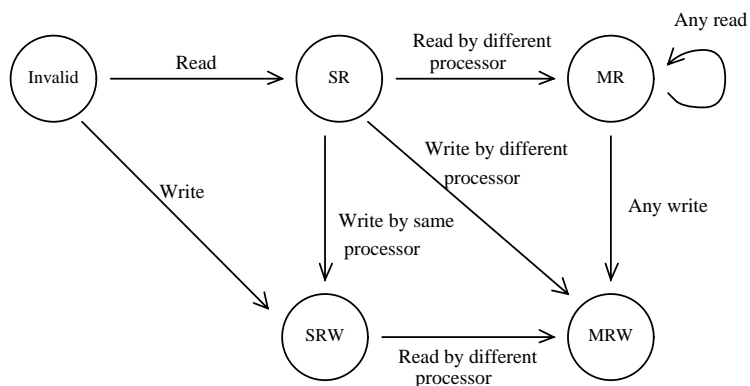 Any read
Read
Read by different
processor
Invalid
SR
MR
Write by different
processor
Write
Write by same
processor
Any write
SRW
MRW
Read by different
processor